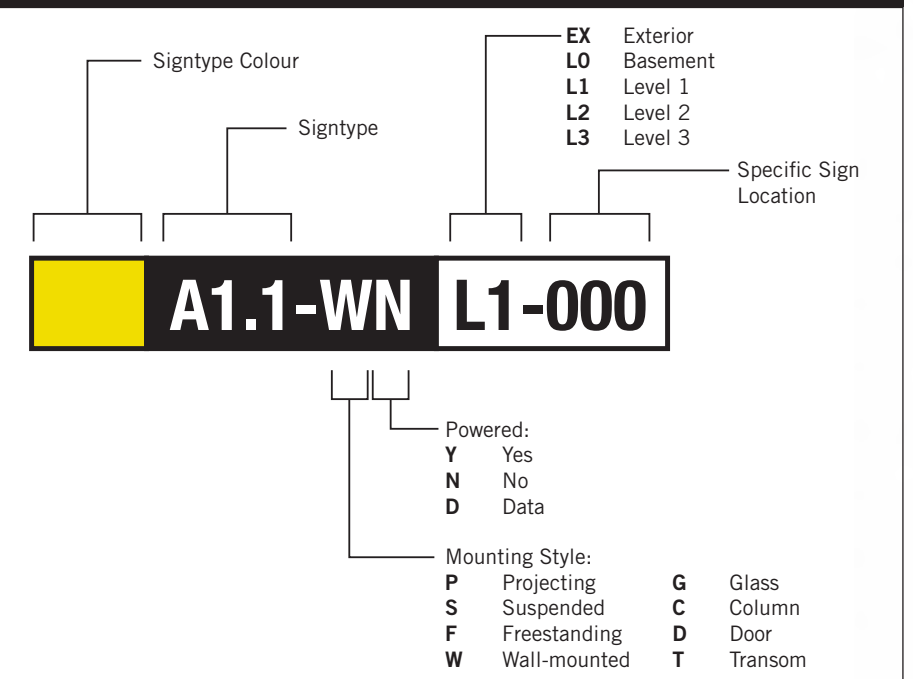 Signtype Colour
Signtype
EX Exterior
L0 Basement
L1 Level 1
L2 Level 2
L3 Level 3
Specific Sign
Location
A1.1-WN L1-000
Powered:
Y Yes
N No
D Data
Mounting Style:
P Projecting G Glass
S Suspended C Column
F Freestanding D Door
W Wall-mounted T Transom